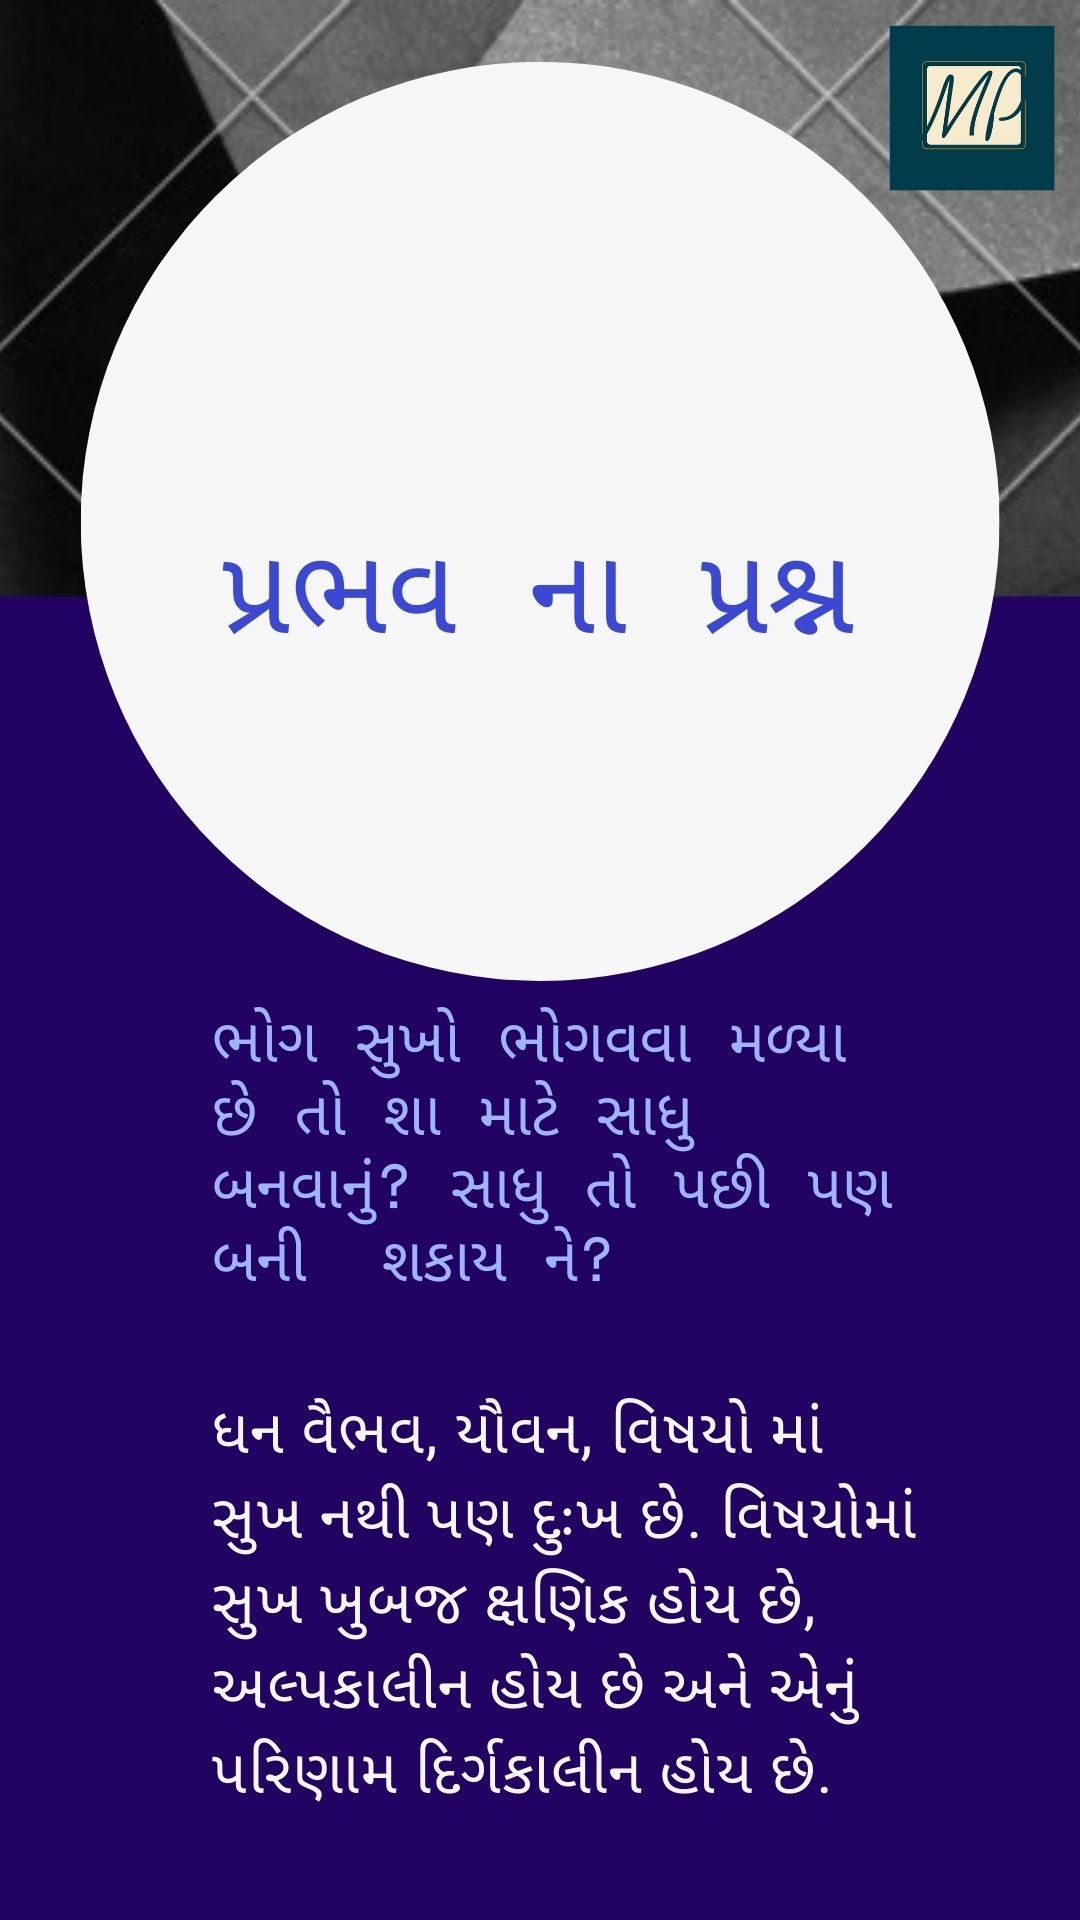 MP
પ્રભવ ના પ્રશ્ન
ભોગ સુખો ભોગવવા મળ્યા
છે તો શા માટે સાધુ
બનવાનું? સાધુ તો પછી પણ
બની શકાય ને?
ધન વૈભવ, યૌવન, વિષયો માં
સુખ નથી પણ દુઃખ છે. વિષયોમાં
સુખ ખુબજ ક્ષણિક હોય છે,
અલ્પકાલીન હોય છે અને એનું
પરિણામ દિર્ગકાલીન હોય છે.